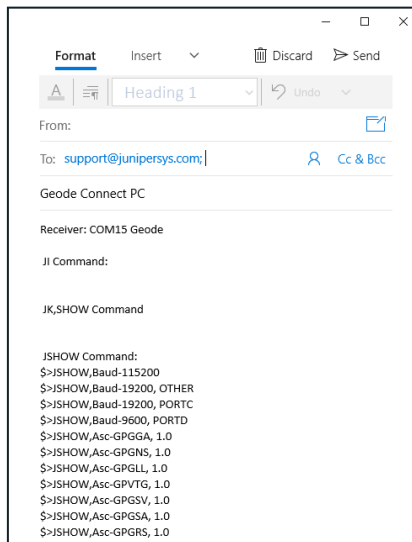 Format Insert Discard Send
Heading 1 Undo
From:
To: support@junipersys.com; Cc & Bcc
Geode Connect PC
Receiver: COM15 Geode
JI Command:
JK,SHOW Command
JSHOW Command:
$>JSHOW,Baud-115200
$>JSHOW,Baud-19200, OTHER
$>JSHOW,Baud-19200, PORTC
$>JSHOW,Baud-9600, PORTD
$>JSHOW,Asc-GPGGA, 1.0
$>JSHOW,Asc-GPGNS, 1.0
$>JSHOW,Asc-GPGLL, 1.0
$>JSHOW,Asc-GPVTG, 1.0
$>JSHOW,Asc-GPGSV, 1.0
$>JSHOW,Asc-GPGSA, 1.0
$>JSHOW,Asc-GPGRS, 1.0